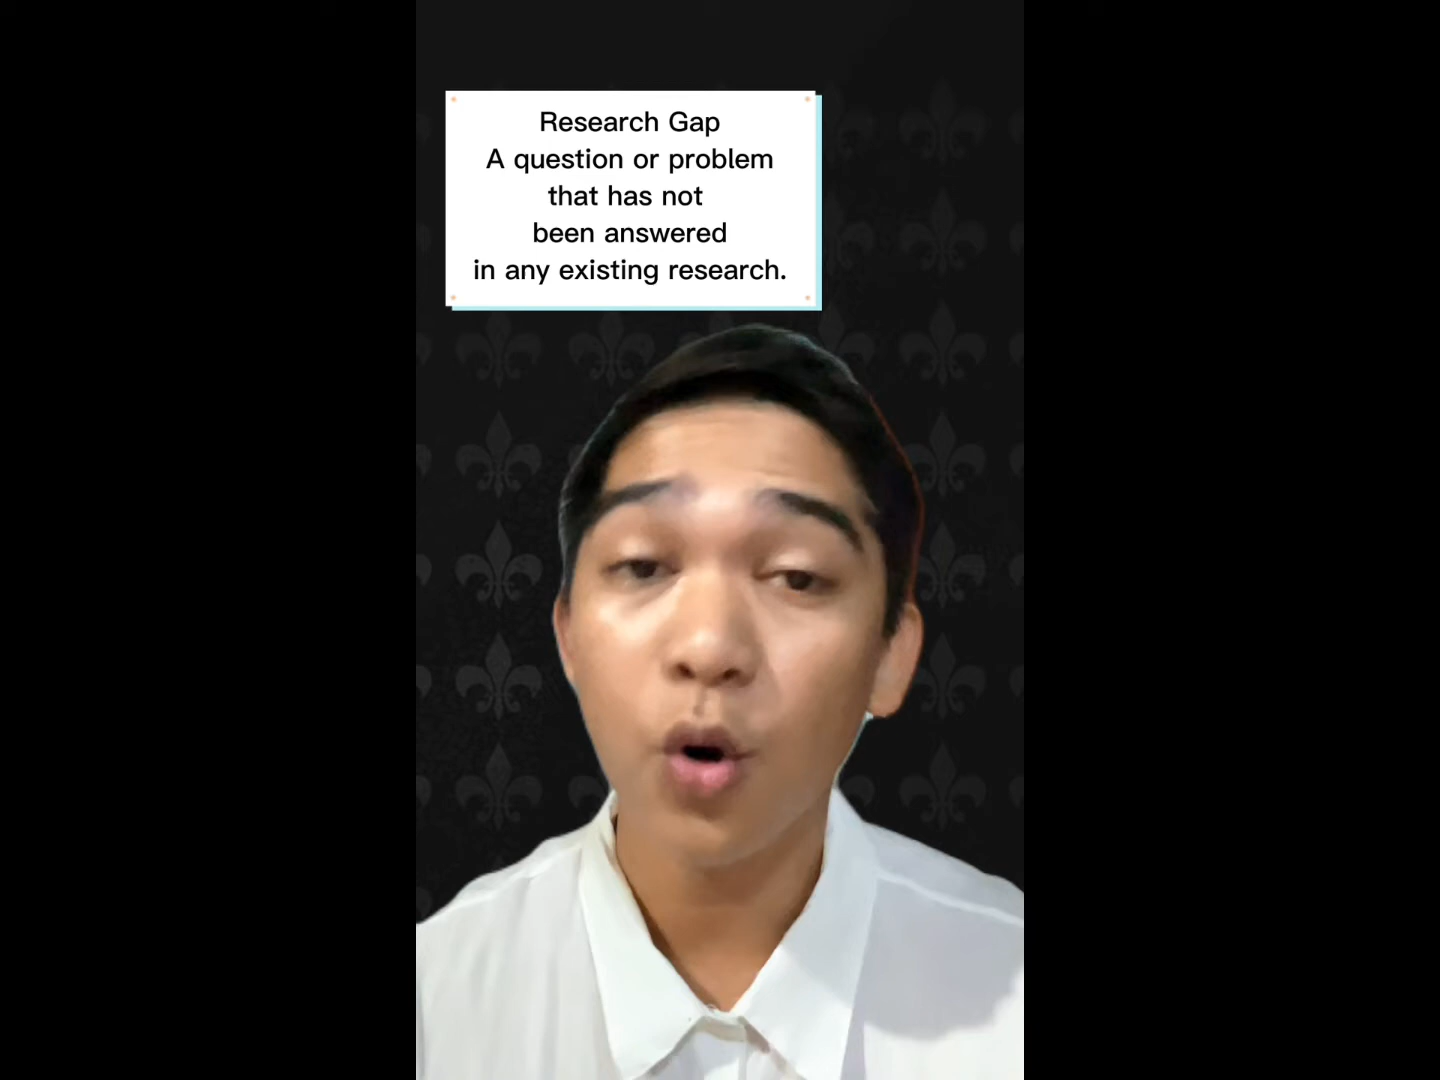 Research Gap
A question or problem
that has not
been answered
in any existing research.